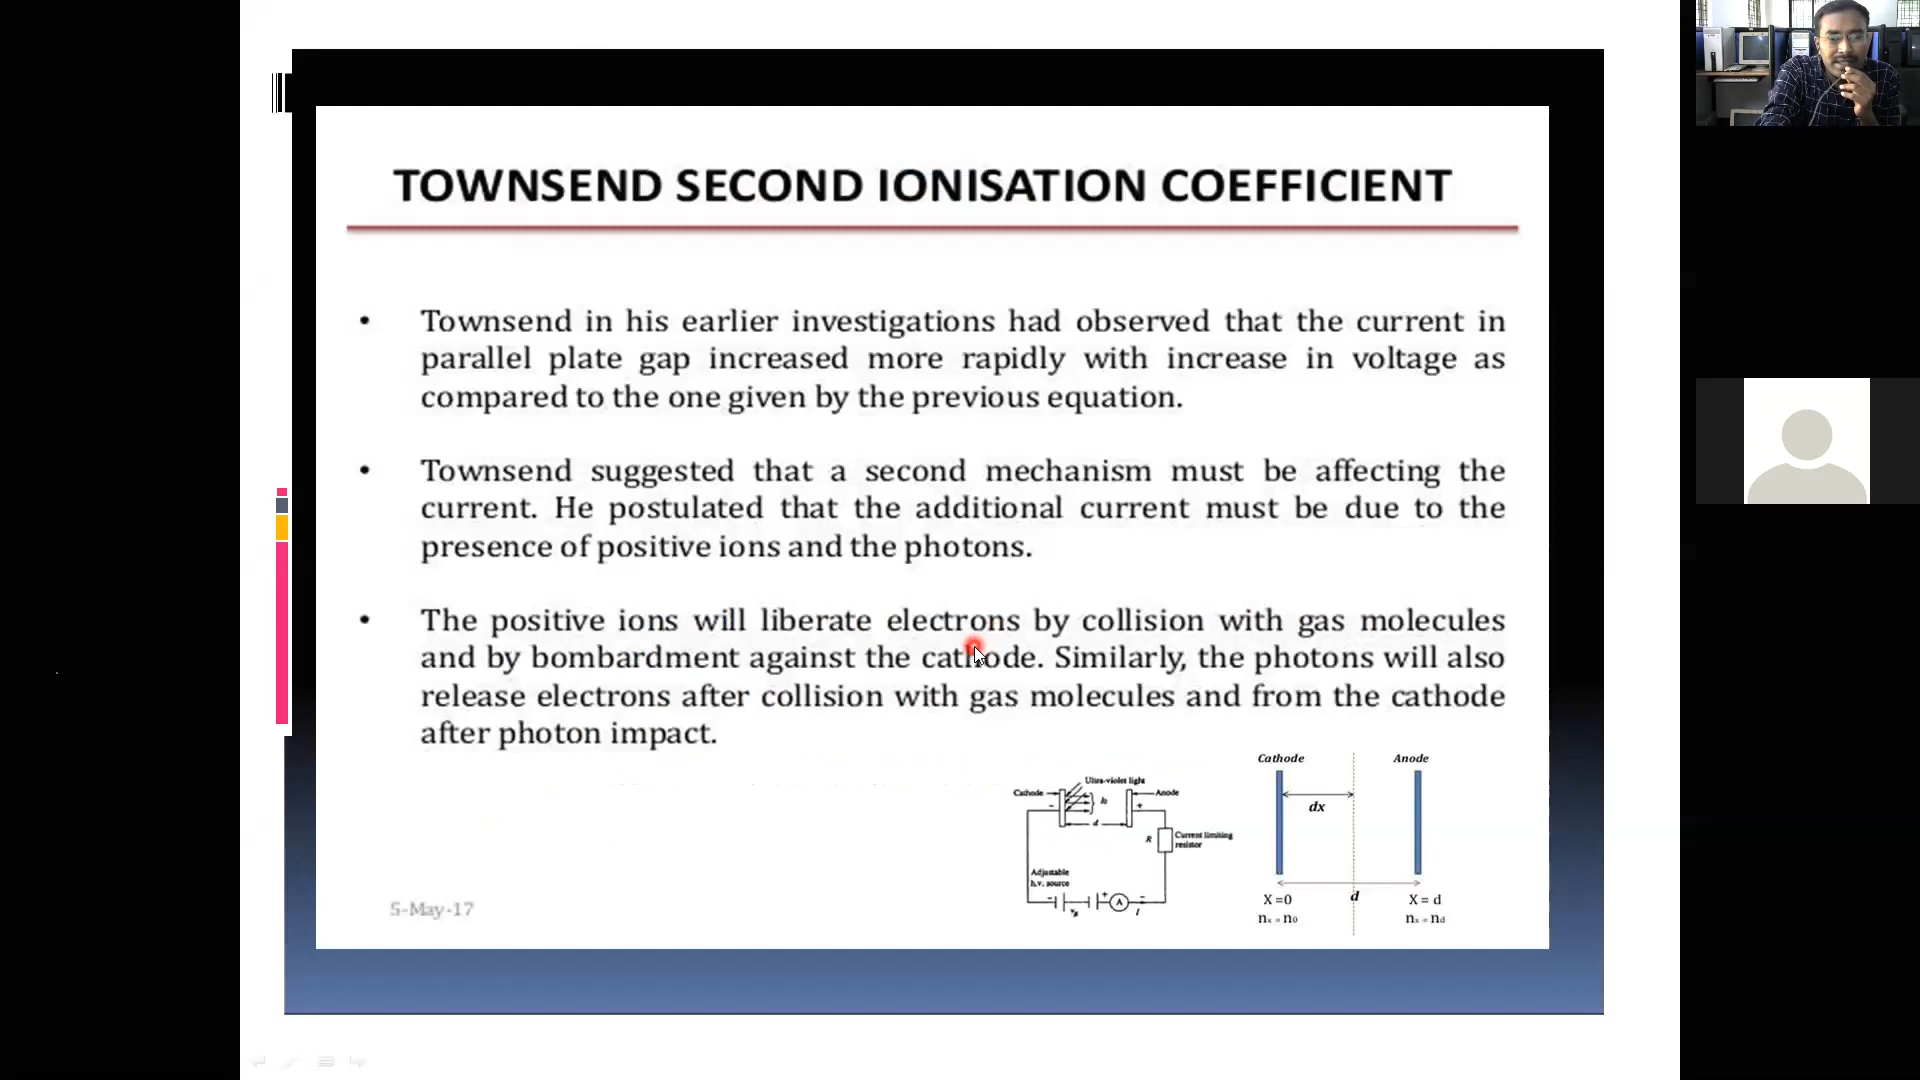 TOWNSEND SECOND IONISATION COEFFICIENT
• Townsend in his earlier investigations had observed that the current in
parallel plate gap increased more rapidly with increase in voltage as
compared to the one given by the previous equation.
• Townsend suggested that a second mechanism must be affecting the
current. He postulated that the additional current must be due to the
presence of positive ions and the photons.
• The positive ions will liberate electrons by collision with gas molecules
and by bombardment against the cathode. Similarly, the photons will also
release electrons after collision with gas molecules and from the cathode
after photon impact.
Ultra-violet light
Cathode
Anode
- +
d
R
Current limiting
resistor
Adjustable
h.v. source
A
I
Cathode Anode
dx
d
X =0 X = d
nx = n0 nx = nd
5-May-17